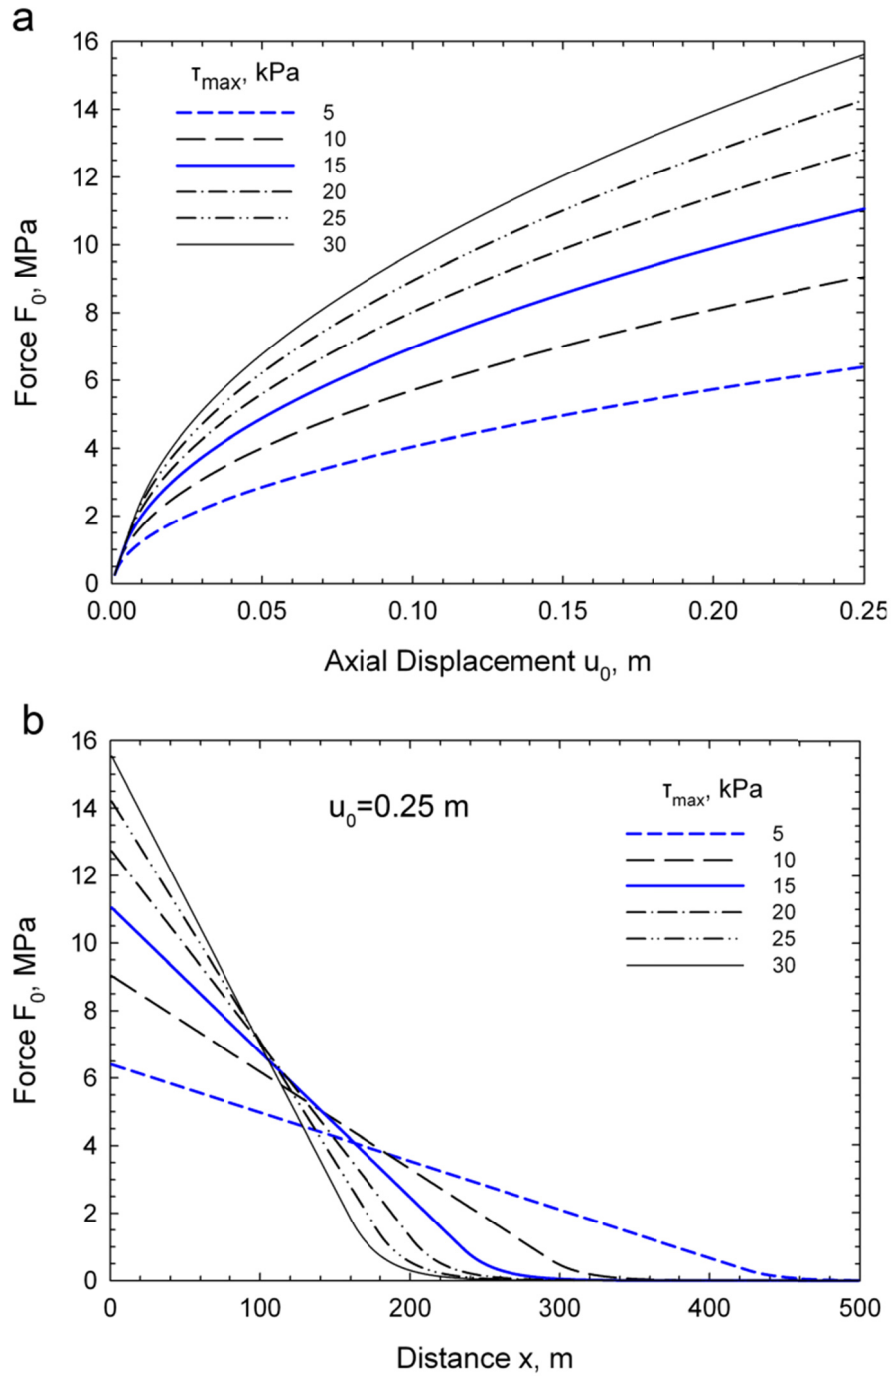 a
16
14
12
10
8
6
4
2
0
Force F0, MPa
τmax, kPa
5
10
15
20
25
30
0.00 0.05 0.10 0.15 0.20 0.25
Axial Displacement u0, m
b
16
14
12
10
8
6
4
2
0
Force F0, MPa
u0=0.25 m
τmax, kPa
5
10
15
20
25
30
0 100 200 300 400 500
Distance x, m